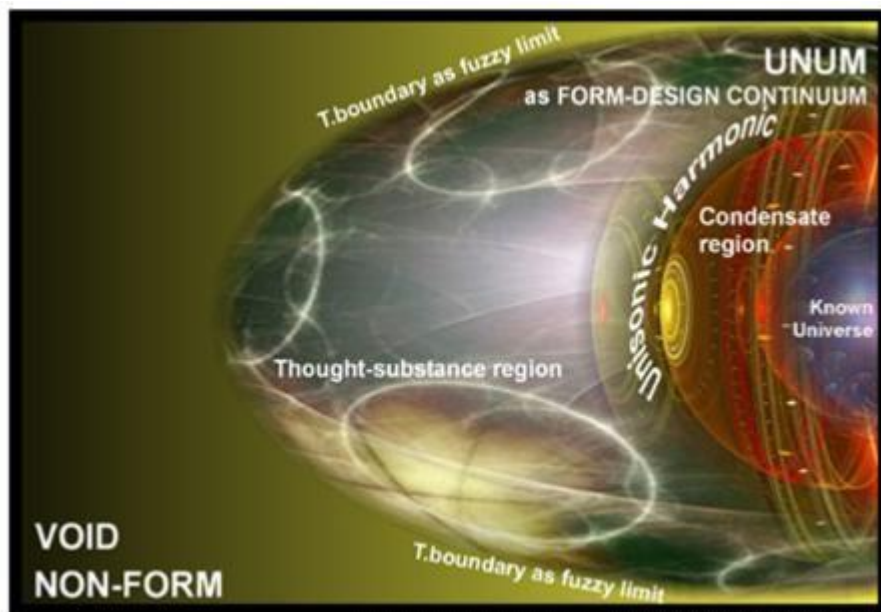 T.boundary as fuzzy limit
UNUM
as FORM-DESIGN CONTINUUM
Unisonic Harmonic
Condensate
region
Known
Universe
Thought-substance region
VOID
NON-FORM
T.boundary as fuzzy limit